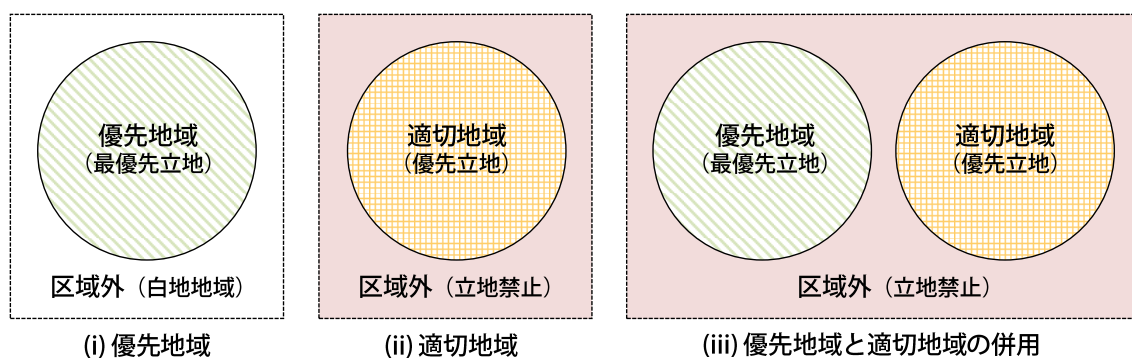 優先地域
(最優先立地)
区域外（白地地域）
(i) 優先地域
適切地域
(優先立地)
区域外（立地禁止）
(ii) 適切地域
優先地域
(最優先立地)
適切地域
(優先立地)
区域外（立地禁止）
(iii) 優先地域と適切地域の併用